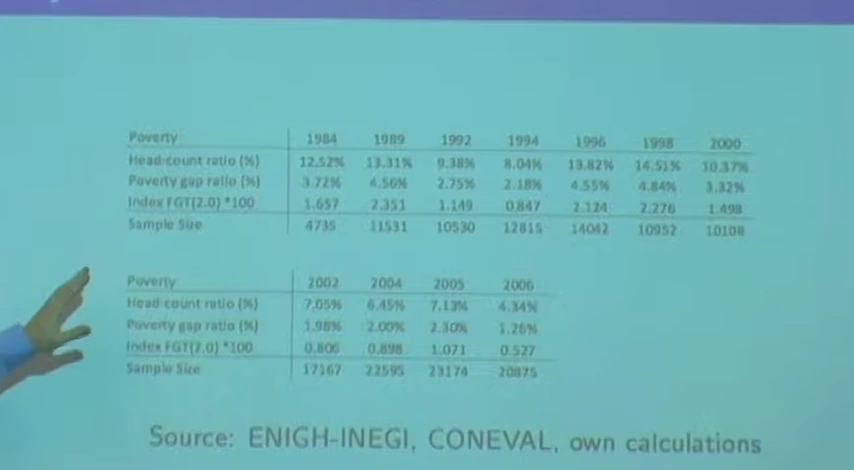 Poverty 1984 1989 1992 1994 1996 1998 2000
Head-count ratio (%) 12.52% 13.31% 9.38% 8.04% 13.82% 14.51% 10.37%
Poverty gap ratio (%) 3.72% 4.56% 2.75% 2.18% 4.55% 4.84% 3.32%
Index FGT(2.0) *100 1.657 2.351 1.149 0.847 2.124 2.276 1.498
Sample Size 4735 11531 10530 12815 14042 10952 10108
Poverty 2002 2004 2005 2006
Head-count ratio (%) 7.05% 6.45% 7.13% 4.34%
Poverty gap ratio (%) 1.98% 2.00% 2.30% 1.26%
Index FGT(2.0) *100 0.806 0.898 1.071 0.527
Sample Size 17167 22595 23174 20875
Source: ENIGH-INEGI, CONEVAL, own calculations